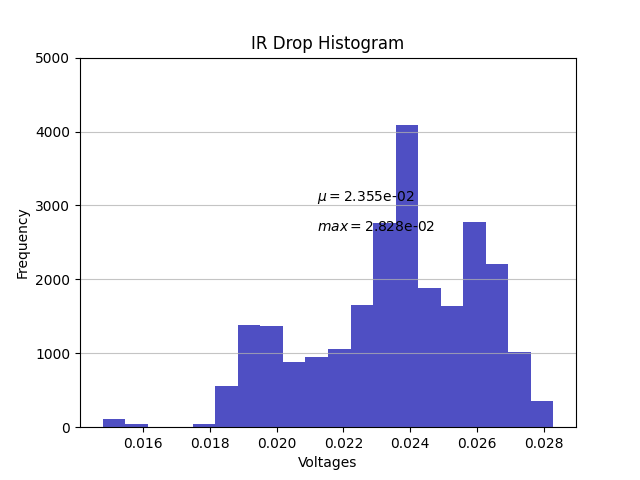 IR Drop Histogram
5000
4000
3000
2000
1000
0
Frequency
μ = 2.355e-02
max = 2.828e-02
0.016 0.018 0.020 0.022 0.024 0.026 0.028
Voltages